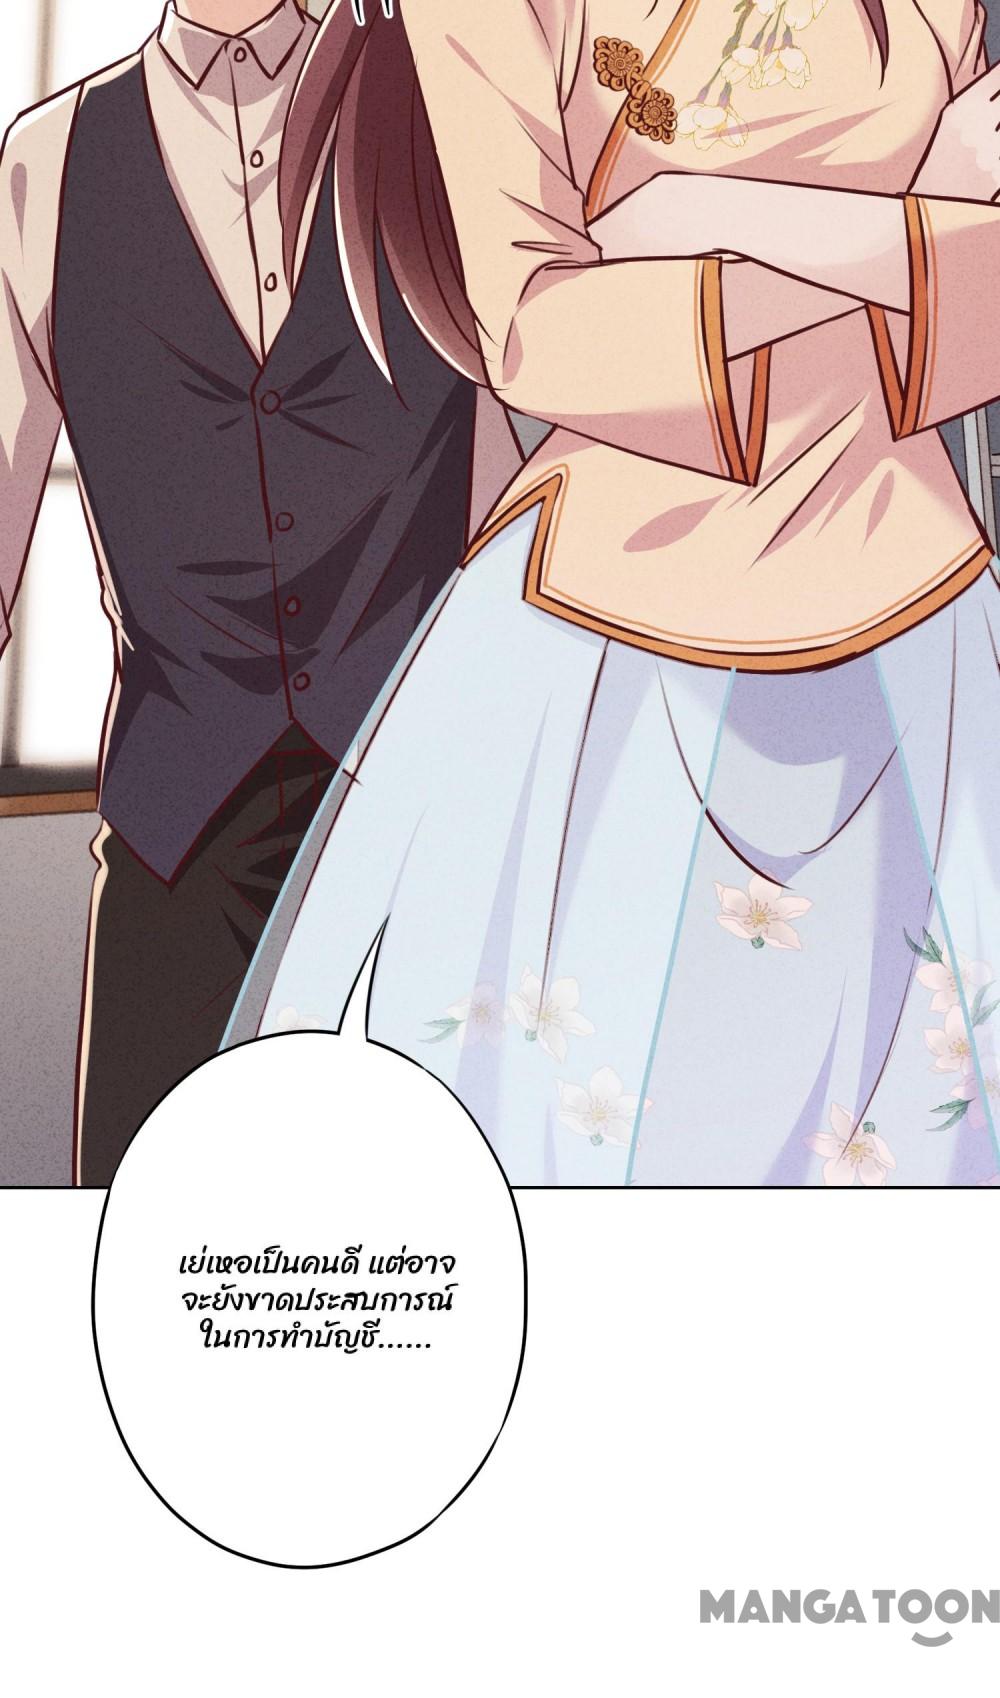 เย่เหอเป็นคนดี แต่อาจ
จะยังขาดประสบการณ์
ในการทำบัญชี......
MANGATOON